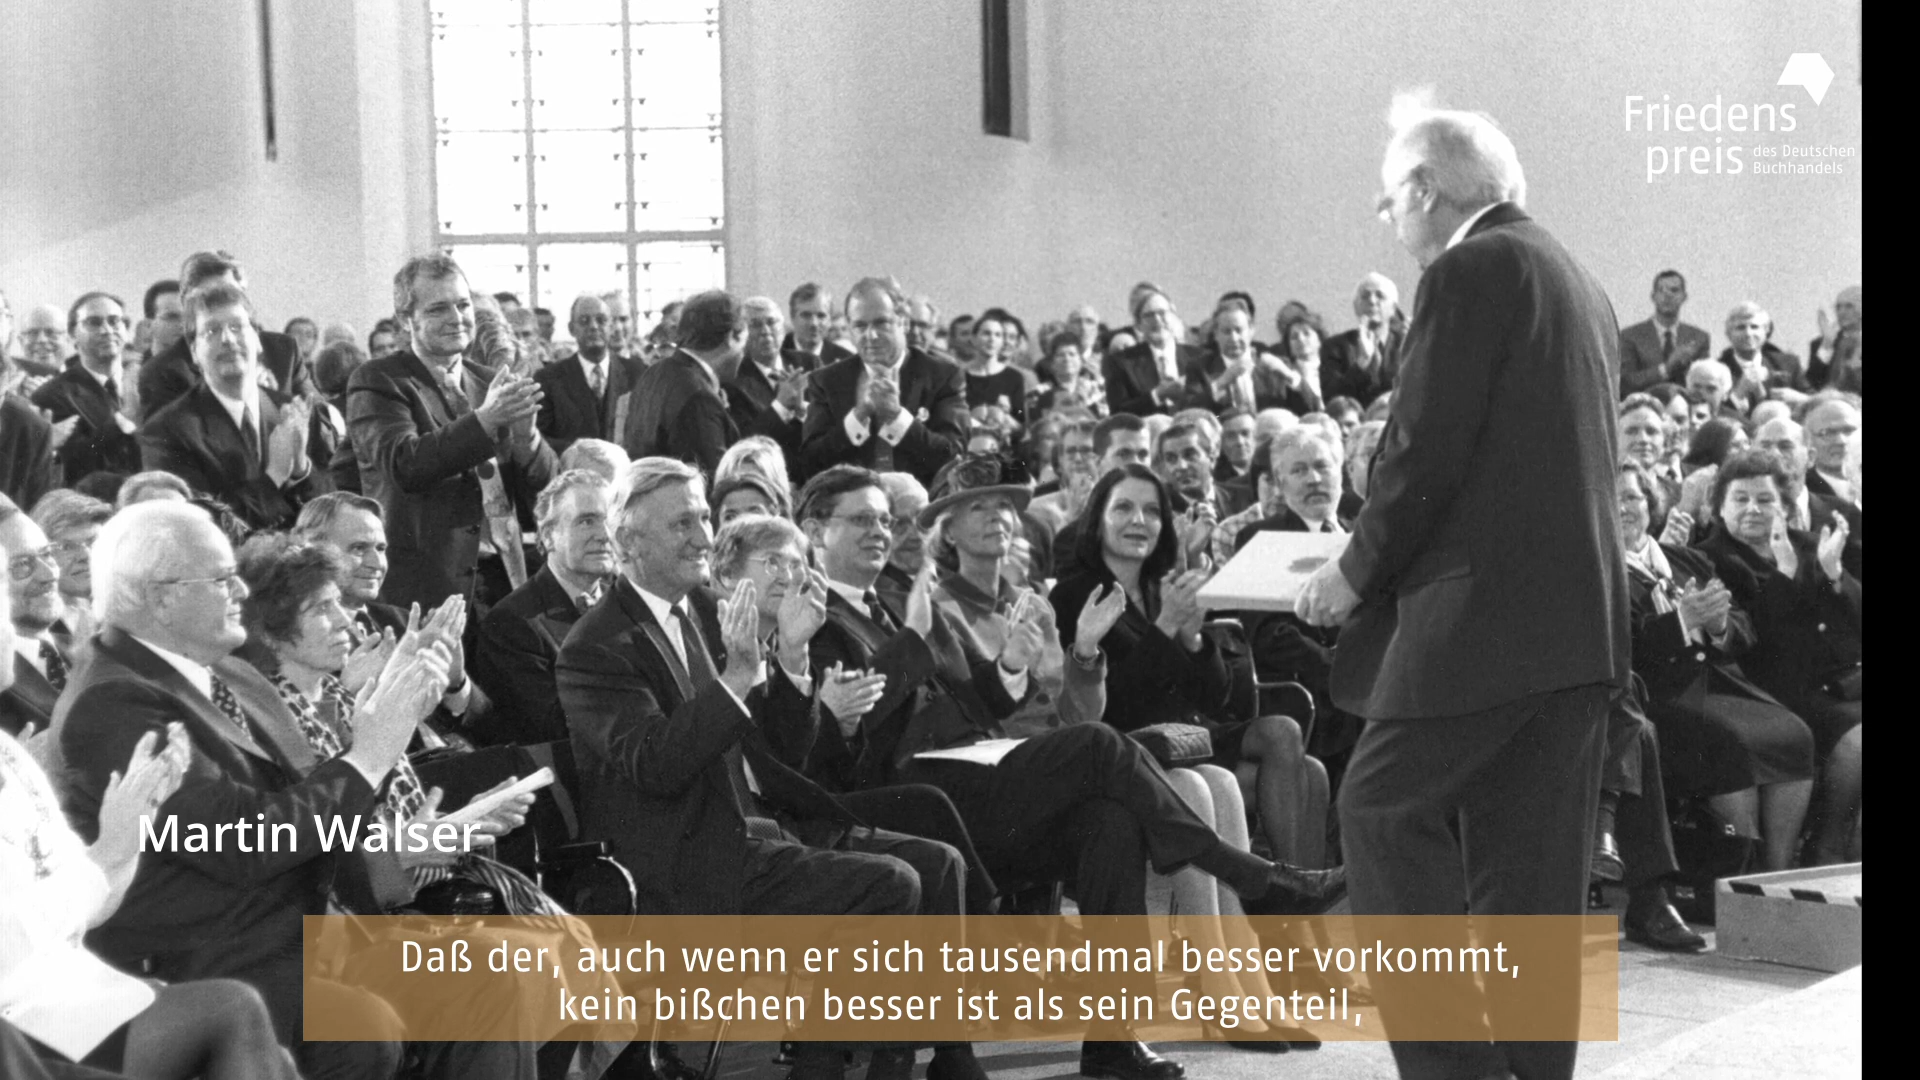 Friedens
preis des Deutschen
Buchhandels
Martin Walser
Daß der, auch wenn er sich tausendmal besser vorkommt,
kein bißchen besser ist als sein Gegenteil,